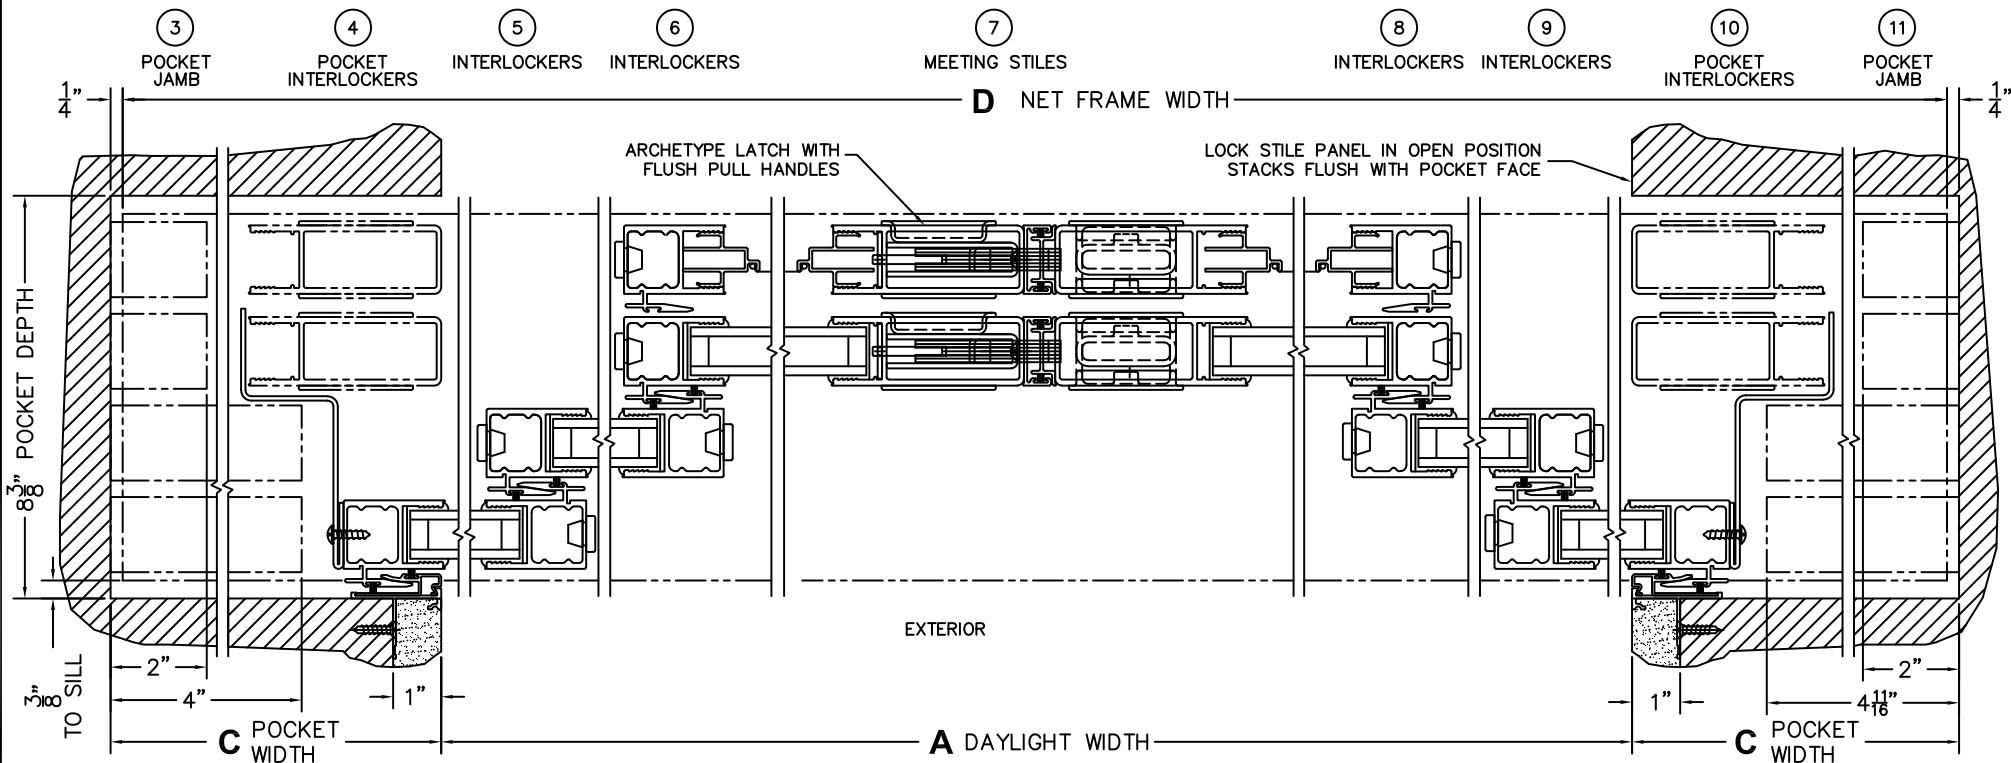 3
POCKET
JAMB
4
POCKET
INTERLOCKERS
5
INTERLOCKERS
6
INTERLOCKERS
7
MEETING STILES
8
INTERLOCKERS
9
INTERLOCKERS
10
POCKET
INTERLOCKERS
11
POCKET
JAMB
1/4"
D NET FRAME WIDTH
1/4"
ARCHETYPE LATCH WITH
FLUSH PULL HANDLES
LOCK STILE PANEL IN OPEN POSITION
STACKS FLUSH WITH POCKET FACE
8 3/8" POCKET DEPTH
3/8"
TO SILL
EXTERIOR
2"
4"
1"
1"
2"
4 11/16"
C POCKET
WIDTH
A DAYLIGHT WIDTH
C POCKET
WIDTH